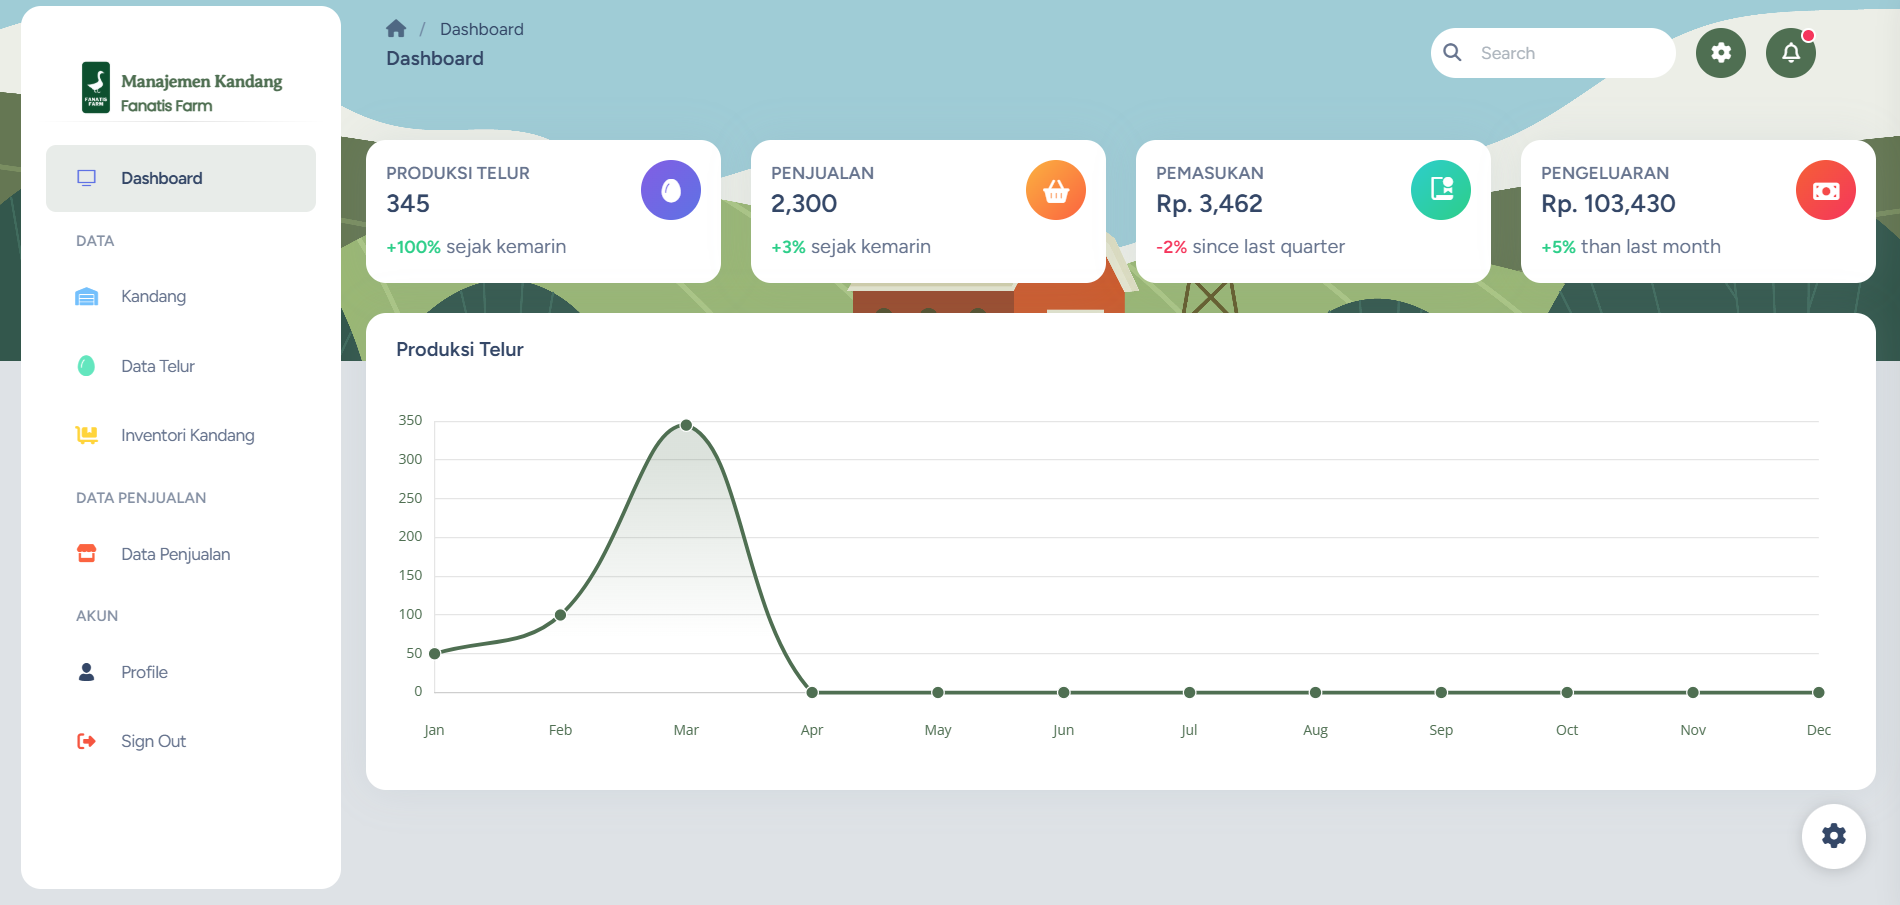 FANATIS
FARM
Manajemen Kandang
Fanatis Farm
Dashboard
DATA
Kandang
Data Telur
Inventori Kandang
DATA PENJUALAN
Data Penjualan
AKUN
Profile
Sign Out
/ Dashboard
Dashboard
Search
PRODUKSI TELUR
345
+100% sejak kemarin
PENJUALAN
2,300
+3% sejak kemarin
PEMASUKAN
Rp. 3,462
-2% since last quarter
PENGELUARAN
Rp. 103,430
+5% than last month
Produksi Telur
350
300
250
200
150
100
50
0
Jan Feb Mar Apr May Jun Jul Aug Sep Oct Nov Dec